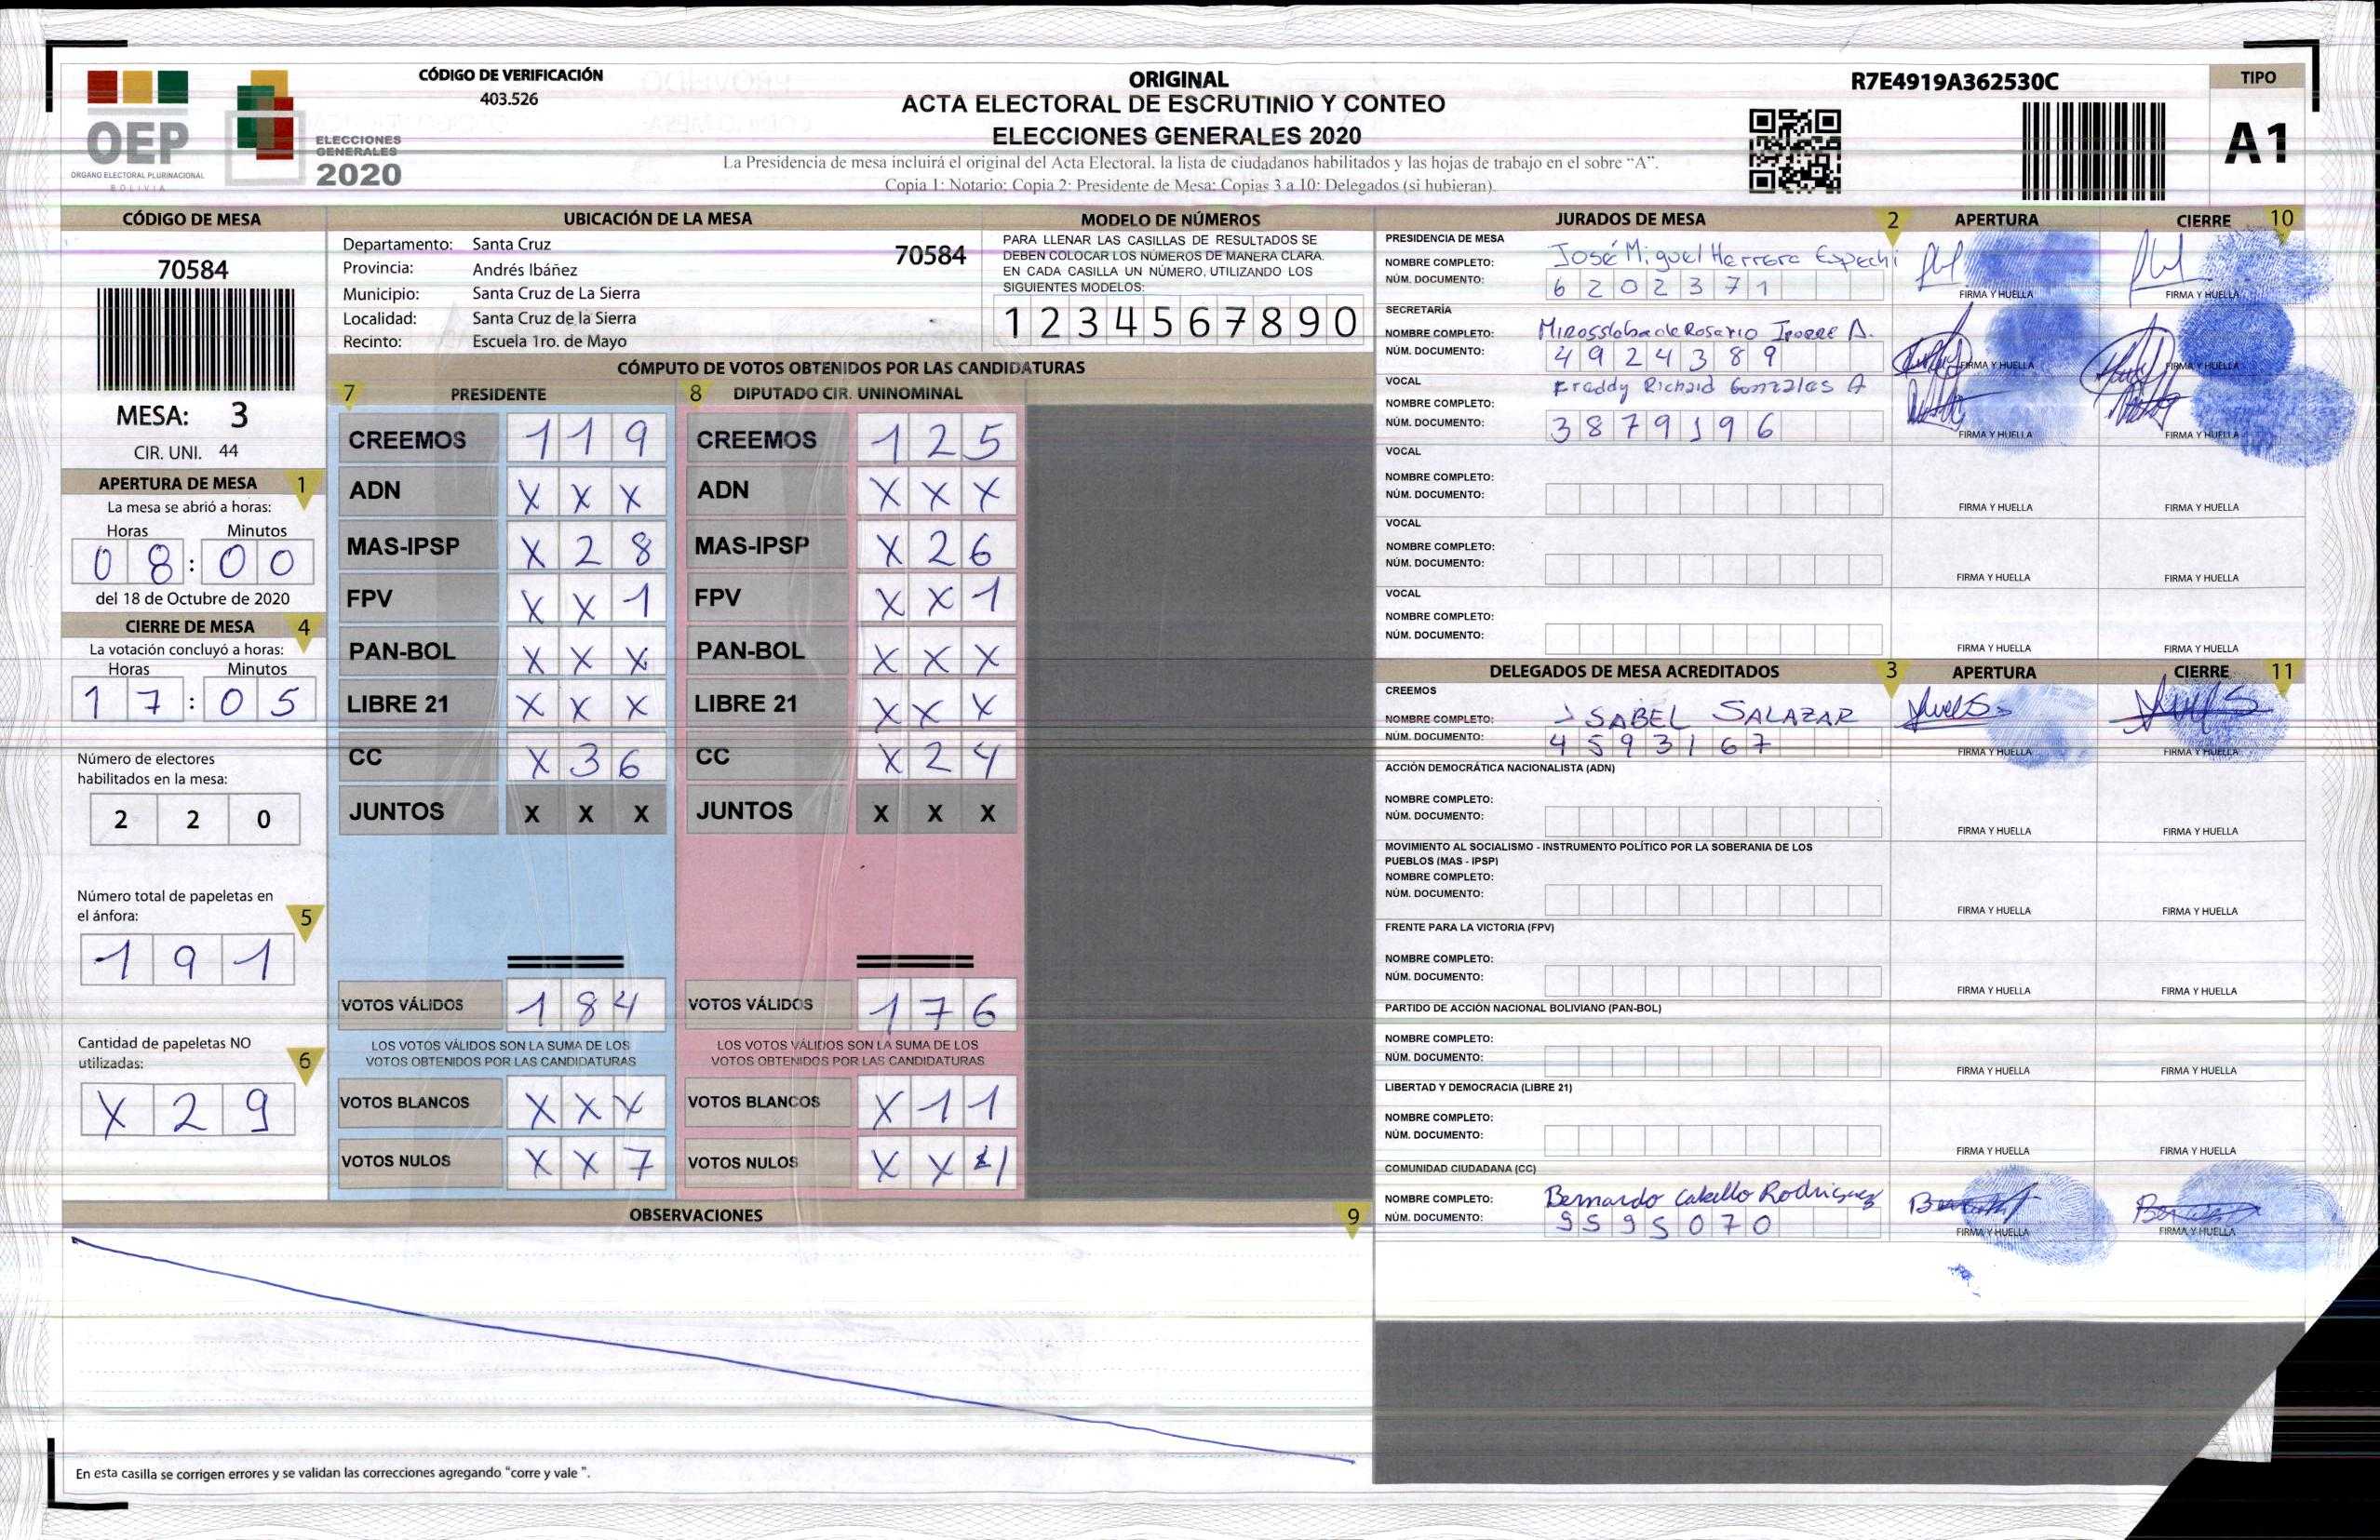 CÓDIGO DE VERIFICACIÓN
403.526
ORIGINAL
ACTA ELECTORAL DE ESCRUTINIO Y CONTEO
ELECCIONES GENERALES 2020
La Presidencia de mesa incluirá el original del Acta Electoral, la lista de ciudadanos habilitados y las hojas de trabajo en el sobre “A”.
Copia 1: Notario; Copia 2: Presidente de Mesa; Copias 3 a 10: Delegados (si hubieran).
R7E4919A362530C
TIPO
A1
OEP
ORGANO ELECTORAL PLURINACIONAL
BOLIVIA
ELECCIONES
GENERALES
2020
CÓDIGO DE MESA
70584
MESA: 3
CIR. UNI. 44
APERTURA DE MESA 1
La mesa se abrió a horas:
Horas Minutos
0 8 : 0 0
del 18 de Octubre de 2020
CIERRE DE MESA 4
La votación concluyó a horas:
Horas Minutos
1 7 : 0 5
Número de electores
habilitados en la mesa:
2 2 0
Número total de papeletas en
el ánfora: 5
1 9 1
Cantidad de papeletas NO
utilizadas: 6
X 2 9
UBICACIÓN DE LA MESA
Departamento: Santa Cruz 70584
Provincia: Andrés Ibáñez
Municipio: Santa Cruz de La Sierra
Localidad: Santa Cruz de la Sierra
Recinto: Escuela 1ro. de Mayo
MODELO DE NÚMEROS
PARA LLENAR LAS CASILLAS DE RESULTADOS SE
DEBEN COLOCAR LOS NÚMEROS DE MANERA CLARA.
EN CADA CASILLA UN NÚMERO, UTILIZANDO LOS
SIGUIENTES MODELOS:
1 2 3 4 5 6 7 8 9 0
CÓMPUTO DE VOTOS OBTENIDOS POR LAS CANDIDATURAS
7 PRESIDENTE 8 DIPUTADO CIR. UNINOMINAL
CREEMOS 1 1 9 CREEMOS 1 2 5
ADN X X X ADN X X X
MAS-IPSP X 2 8 MAS-IPSP X 2 6
FPV X X 1 FPV X X 1
PAN-BOL X X X PAN-BOL X X X
LIBRE 21 X X X LIBRE 21 X X X
CC X 3 6 CC X 2 4
JUNTOS X X X JUNTOS X X X
VOTOS VÁLIDOS 1 8 4 VOTOS VÁLIDOS 1 7 6
LOS VOTOS VÁLIDOS SON LA SUMA DE LOS LOS VOTOS VÁLIDOS SON LA SUMA DE LOS
VOTOS OBTENIDOS POR LAS CANDIDATURAS VOTOS OBTENIDOS POR LAS CANDIDATURAS
VOTOS BLANCOS X X X VOTOS BLANCOS X 1 1
VOTOS NULOS X X 7 VOTOS NULOS X X
OBSERVACIONES 9
En esta casilla se corrigen errores y se validan las correcciones agregando “corre y vale ”.
JURADOS DE MESA 2 APERTURA CIERRE 10
PRESIDENCIA DE MESA
NOMBRE COMPLETO: José Miguel Herrera
NÚM. DOCUMENTO: 6 2 0 2 3 7 1
FIRMA Y HUELLA FIRMA Y HUELLA
SECRETARÍA
NOMBRE COMPLETO: Rosario
NÚM. DOCUMENTO: 4 9 2 4 3 8 9
FIRMA Y HUELLA FIRMA Y HUELLA
VOCAL
NOMBRE COMPLETO: Freddy Richard Gonzales A
NÚM. DOCUMENTO: 3 8 7 9 1 9 6
FIRMA Y HUELLA FIRMA Y HUELLA
VOCAL
NOMBRE COMPLETO:
NÚM. DOCUMENTO:
FIRMA Y HUELLA FIRMA Y HUELLA
VOCAL
NOMBRE COMPLETO:
NÚM. DOCUMENTO:
FIRMA Y HUELLA FIRMA Y HUELLA
VOCAL
NOMBRE COMPLETO:
NÚM. DOCUMENTO:
FIRMA Y HUELLA FIRMA Y HUELLA
DELEGADOS DE MESA ACREDITADOS 3 APERTURA CIERRE 11
CREEMOS
NOMBRE COMPLETO: ISABEL SALAZAR
NÚM. DOCUMENTO: 4 5 9 3 1 6 7
FIRMA Y HUELLA FIRMA Y HUELLA
ACCIÓN DEMOCRÁTICA NACIONALISTA (ADN)
NOMBRE COMPLETO:
NÚM. DOCUMENTO:
FIRMA Y HUELLA FIRMA Y HUELLA
MOVIMIENTO AL SOCIALISMO - INSTRUMENTO POLÍTICO POR LA SOBERANIA DE LOS
PUEBLOS (MAS - IPSP)
NOMBRE COMPLETO:
NÚM. DOCUMENTO:
FIRMA Y HUELLA FIRMA Y HUELLA
FRENTE PARA LA VICTORIA (FPV)
NOMBRE COMPLETO:
NÚM. DOCUMENTO:
FIRMA Y HUELLA FIRMA Y HUELLA
PARTIDO DE ACCIÓN NACIONAL BOLIVIANO (PAN-BOL)
NOMBRE COMPLETO:
NÚM. DOCUMENTO:
FIRMA Y HUELLA FIRMA Y HUELLA
LIBERTAD Y DEMOCRACIA (LIBRE 21)
NOMBRE COMPLETO:
NÚM. DOCUMENTO:
FIRMA Y HUELLA FIRMA Y HUELLA
COMUNIDAD CIUDADANA (CC)
NOMBRE COMPLETO: Bernardo Cabello Rodriguez
NÚM. DOCUMENTO: 9 5 9 5 0 7 0
FIRMA Y HUELLA FIRMA Y HUELLA